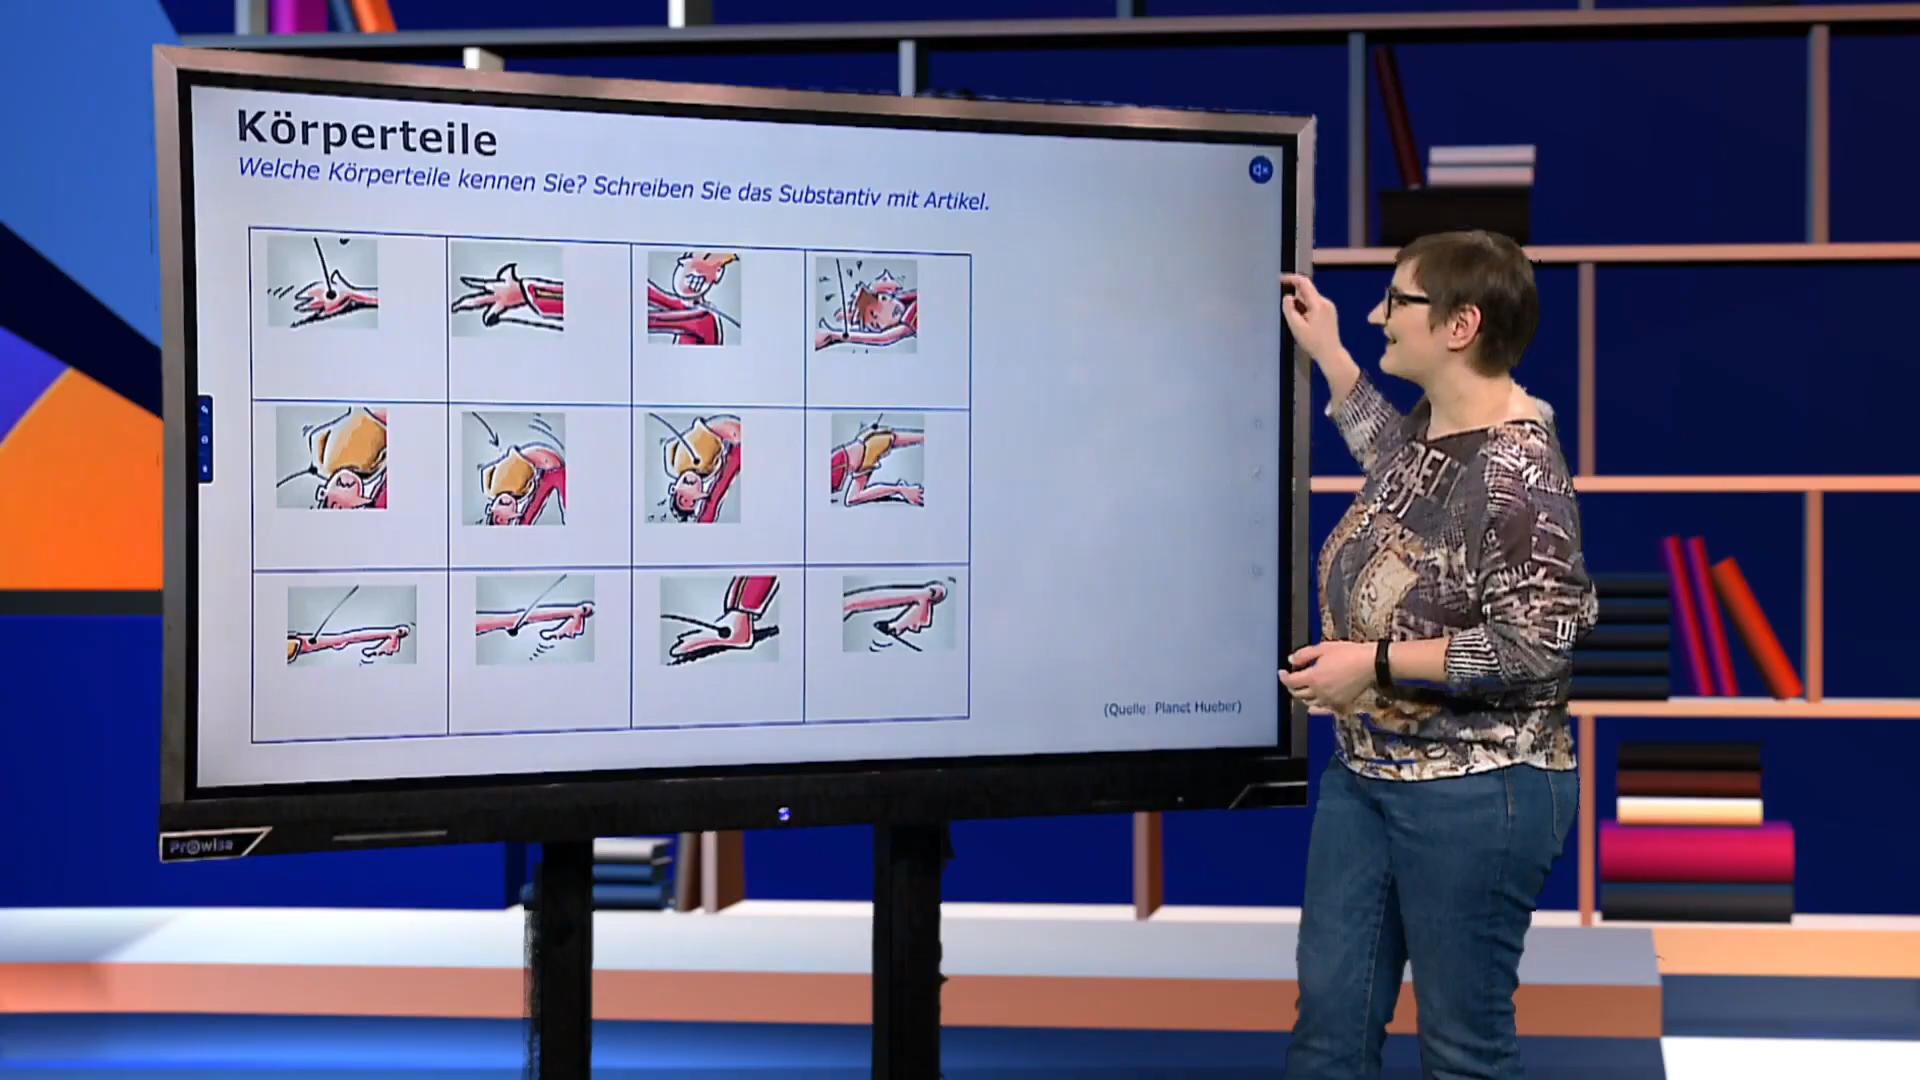 Körperteile
Welche Körperteile kennen Sie? Schreiben Sie das Substantiv mit Artikel.
(Quelle: Planet Hueber)
Prowise